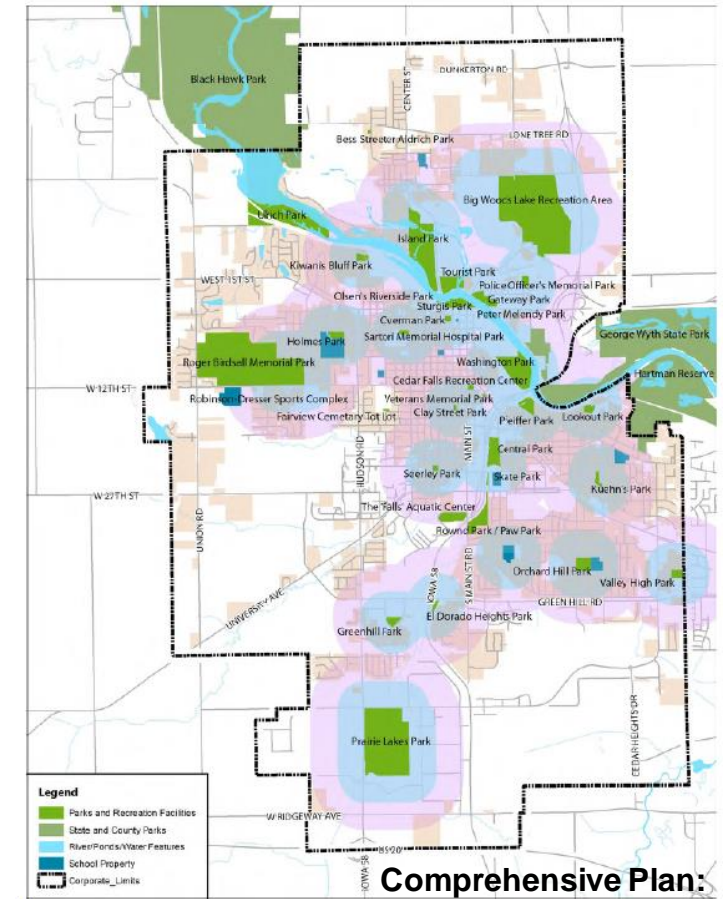 Black Hawk Park
CENTER ST
DUNKERTON RD
Bess Streeter Aldrich Park
LONE TREE RD
Big Woods Lake Recreation Area
Ulrich Park
Island Park
Kiwanis Bluff Park
Tourist Park
WEST 1ST ST
Police Officer's Memorial Park
Olsen's Riverside Park
Gateway Park
Sturgis Park
Peter Melendy Park
Overman Park
George Wyth State Park
Holmes Park
Sartori Memorial Hospital Park
Roger Birdsall Memorial Park
Washington Park
Hartman Reserve
W 12TH ST
Cedar Falls Recreation Center
Robinson-Dresser Sports Complex
Veterans Memorial Park
Fairview Cemetary Tot Lot
Clay Street Park
Pfeiffer Park
Lookout Park
MAIN ST
Central Park
HUDSON RD
Seerley Park
Skate Park
Kuehn's Park
W 27TH ST
The 'Falls' Aquatic Center
UNION RD
Rownd Park / Paw Park
S MAIN ST RD
Orchard Hill Park
Valley High Park
IOWA 58
UNIVERSITY AVE
GREEN HILL RD
El Dorado Heights Park
Greenhill Park
CEDAR HEIGHTS DR
Prairie Lakes Park
Legend
Parks and Recreation Facilities
State and County Parks
River/Ponds/Water Features
School Property
Corporate_Limits
W RIDGEWAY AVE
US 20
IOWA 58
Comprehensive Plan: